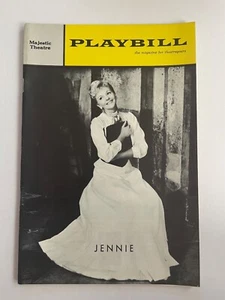 Majestic
Theatre
PLAYBILL
the magazine for theatregoers
JENNIE